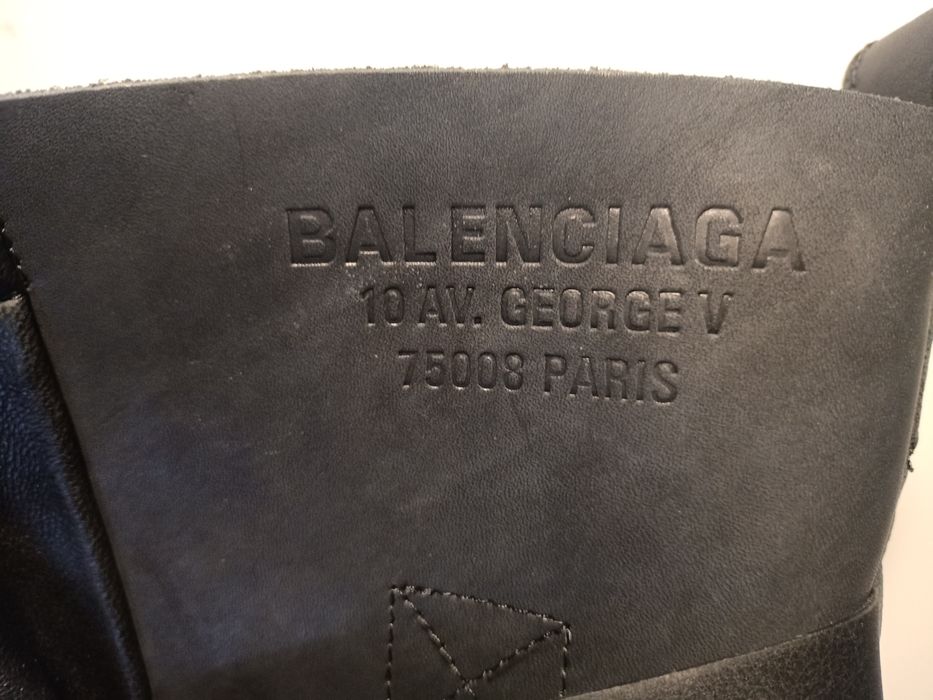 BALENCIAGA
10 AV. GEORGE V
75008 PARIS